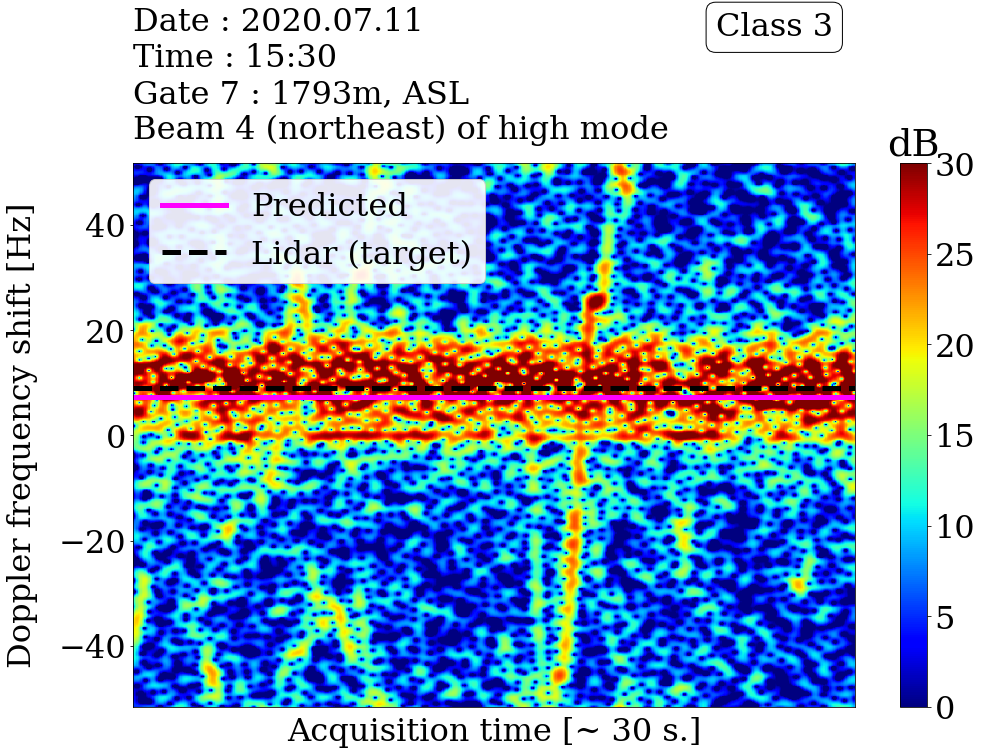 Date : 2020.07.11
Time : 15:30
Gate 7 : 1793m, ASL
Beam 4 (northeast) of high mode
Class 3
dB
Predicted
Lidar (target)
Doppler frequency shift [Hz]
40
20
0
−20
−40
30
25
20
15
10
5
0
Acquisition time [~ 30 s.]